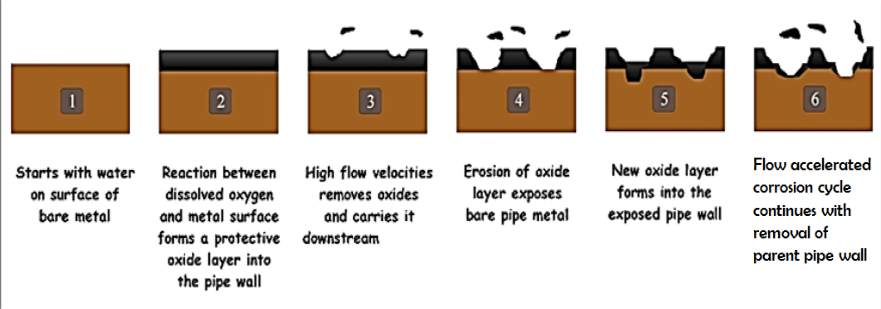 1
2
3
4
5
6
Starts with water
on surface of
bare metal
Reaction between
dissolved oxygen
and metal surface
forms a protective
oxide layer into
the pipe wall
High flow velocities
removes oxides
and carries it
downstream
Erosion of oxide
layer exposes
bare pipe metal
New oxide layer
forms into the
exposed pipe wall
Flow accelerated
corrosion cycle
continues with
removal of
parent pipe wall